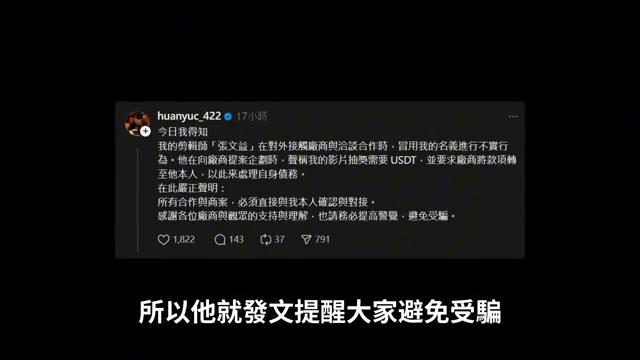 huanyuc_422 17小時
今日我得知
我的剪輯師「張文益」在對外接觸廠商與洽談合作時，冒用我的名義進行不實行
為。他在向廠商提案企劃時，聲稱我的影片抽獎需要 USDT，並要求廠商將款項轉
至他本人，以此來處理自身債務。
在此嚴正聲明：
所有合作與商案，必須直接與我本人確認與對接。
感謝各位廠商與觀眾的支持與理解，也請務必提高警覺，避免受騙。
1,822 143 37 791
所以他就發文提醒大家避免受騙